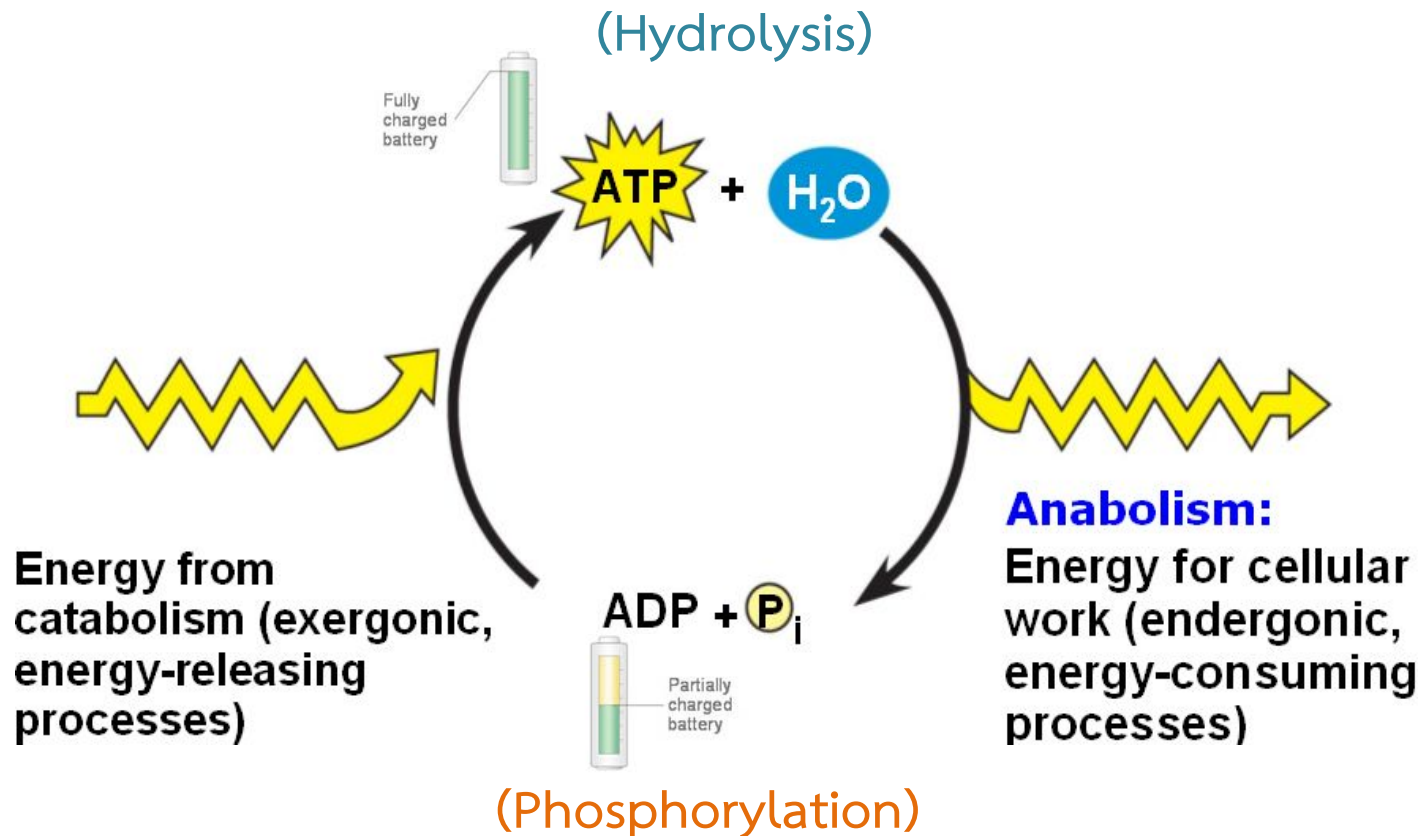 (Hydrolysis)
Fully
charged
battery
ATP + H₂O
Energy from
catabolism (exergonic,
energy-releasing
processes)
Anabolism:
Energy for cellular
work (endergonic,
energy-consuming
processes)
ADP + Pᵢ
Partially
charged
battery
(Phosphorylation)